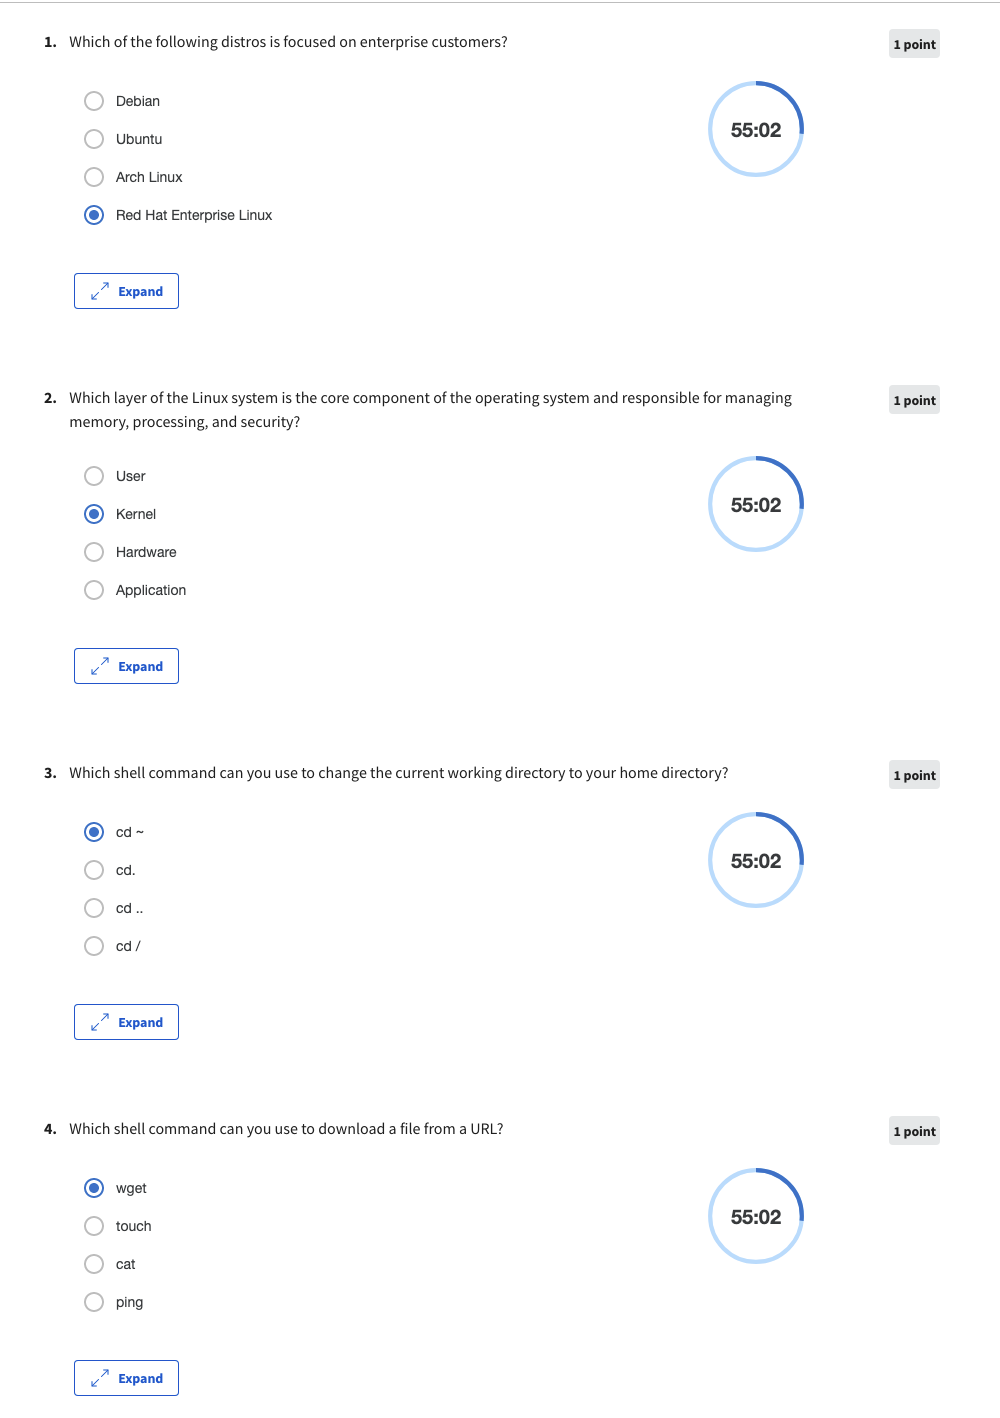 1. Which of the following distros is focused on enterprise customers?
1 point
Debian
55:02
Ubuntu
Arch Linux
Red Hat Enterprise Linux
Expand
2. Which layer of the Linux system is the core component of the operating system and responsible for managing
1 point
memory, processing, and security?
User
55:02
Kernel
Hardware
Application
Expand
3. Which shell command can you use to change the current working directory to your home directory?
1 point
cd ~
55:02
cd.
cd ..
cd /
Expand
4. Which shell command can you use to download a file from a URL?
1 point
wget
55:02
touch
cat
ping
Expand